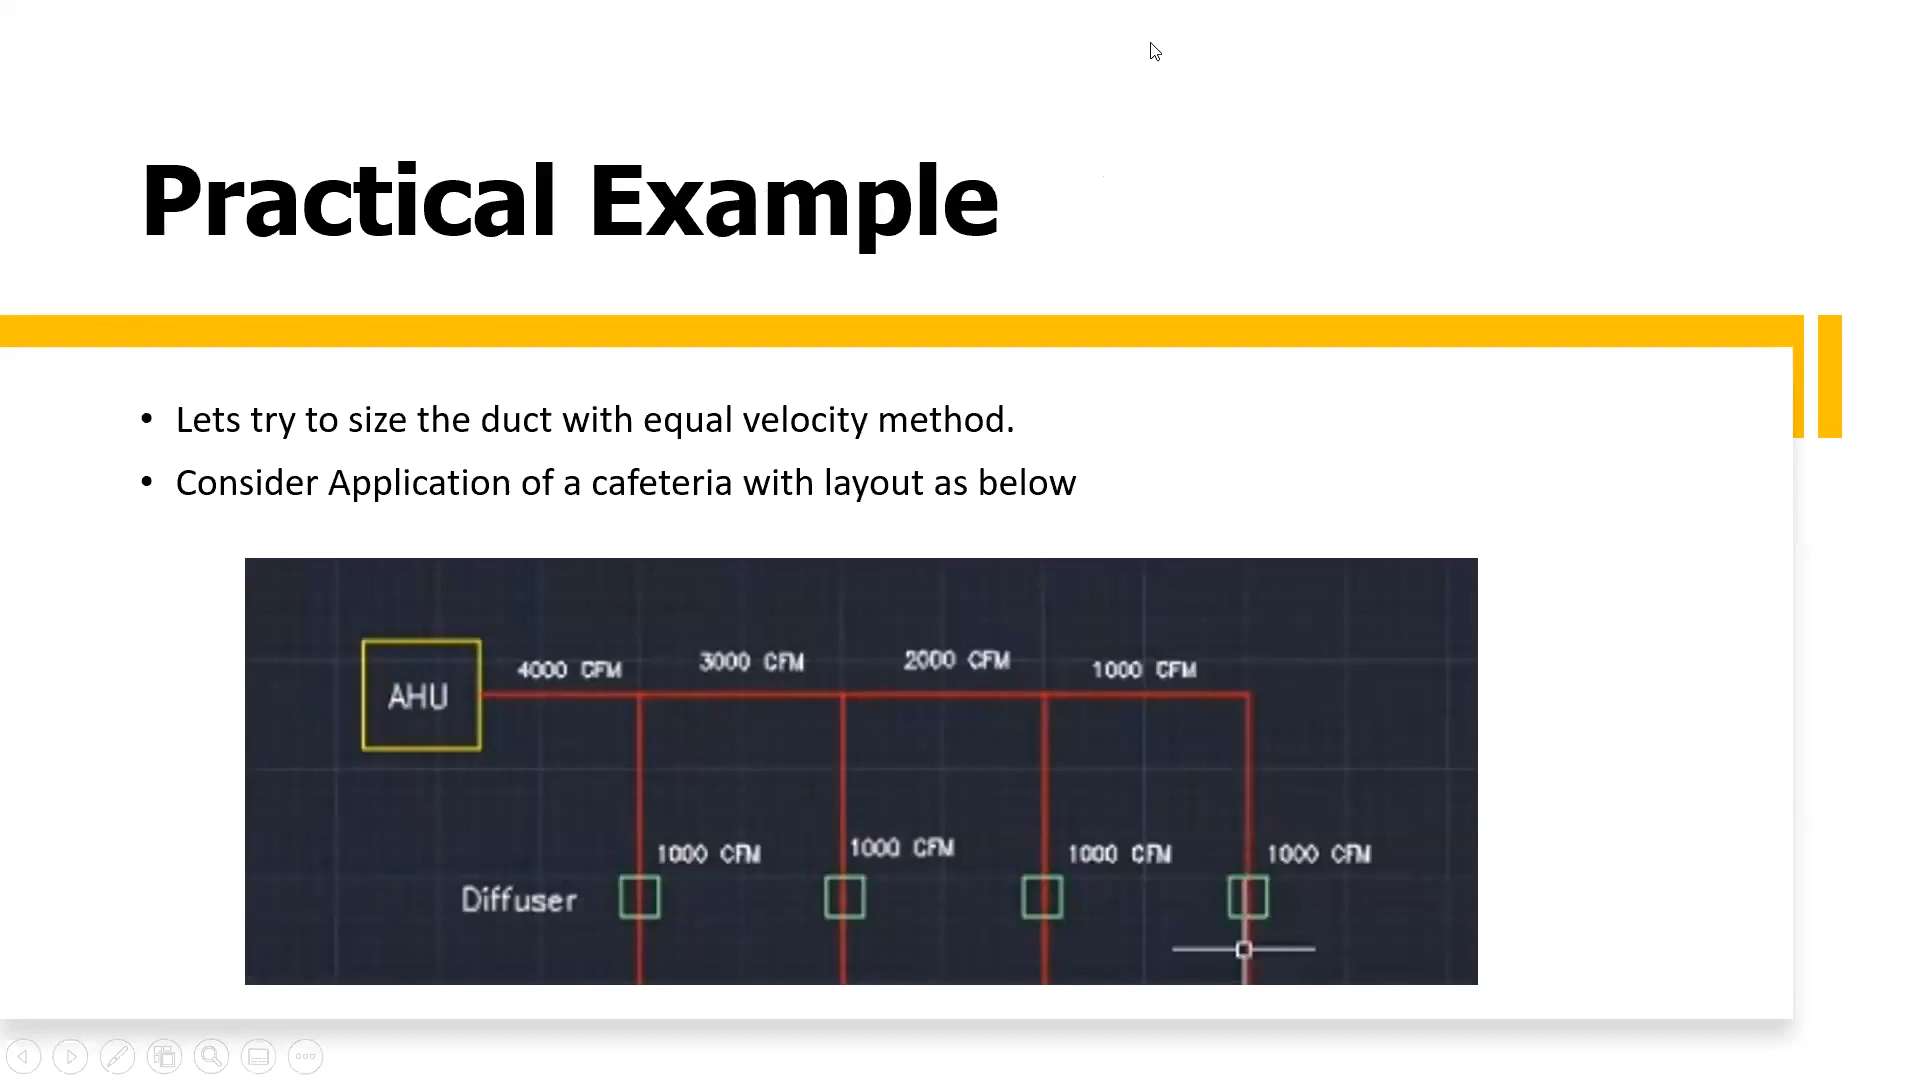 Practical Example
• Lets try to size the duct with equal velocity method.
• Consider Application of a cafeteria with layout as below
4000 CFM
3000 CFM
2000 CFM
1000 CFM
AHU
1000 CFM
1000 CFM
1000 CFM
1000 CFM
Diffuser